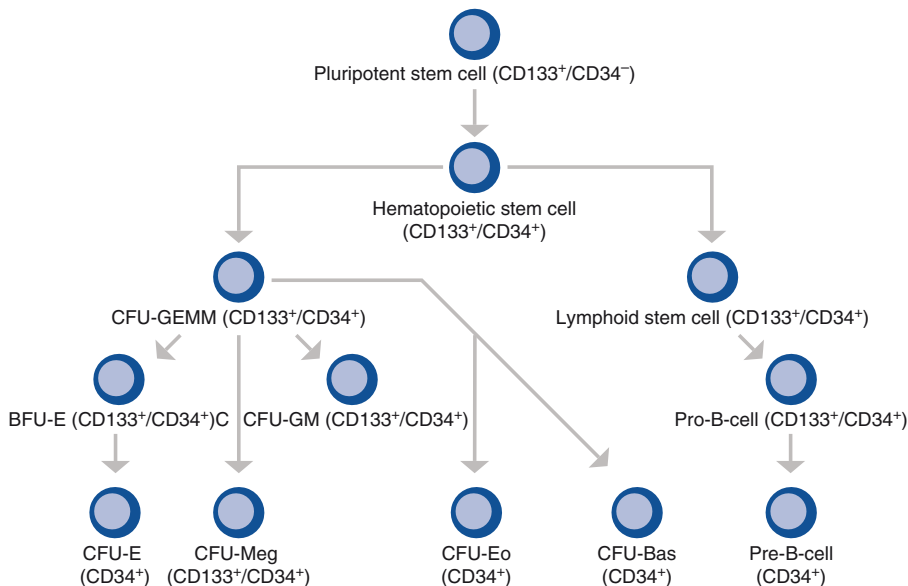 Pluripotent stem cell (CD133⁺/CD34⁻)
Hematopoietic stem cell
(CD133⁺/CD34⁺)
CFU-GEMM (CD133⁺/CD34⁺)
Lymphoid stem cell (CD133⁺/CD34⁺)
BFU-E (CD133⁺/CD34⁺)C
CFU-GM (CD133⁺/CD34⁺)
Pro-B-cell (CD133⁺/CD34⁺)
CFU-E
(CD34⁺)
CFU-Meg
(CD133⁺/CD34⁺)
CFU-Eo
(CD34⁺)
CFU-Bas
(CD34⁺)
Pre-B-cell
(CD34⁺)